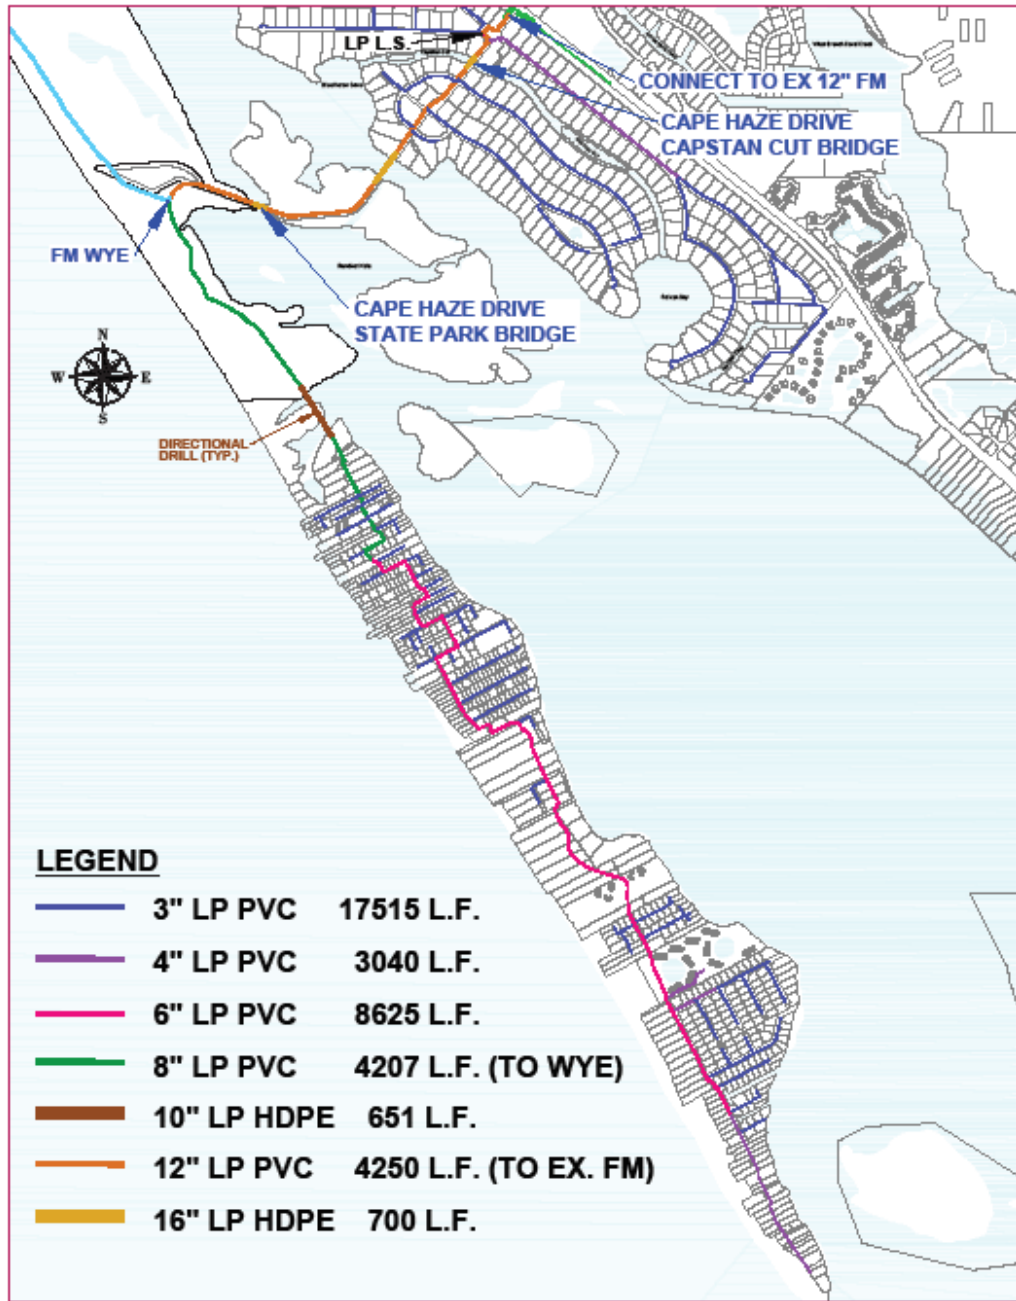 LP L.S.
CONNECT TO EX 12" FM
CAPE HAZE DRIVE
CAPSTAN CUT BRIDGE
FM WYE
CAPE HAZE DRIVE
STATE PARK BRIDGE
N
W E
S
DIRECTIONAL
DRILL (TYP.)
LEGEND
3" LP PVC 17515 L.F.
4" LP PVC 3040 L.F.
6" LP PVC 8625 L.F.
8" LP PVC 4207 L.F. (TO WYE)
10" LP HDPE 651 L.F.
12" LP PVC 4250 L.F. (TO EX. FM)
16" LP HDPE 700 L.F.